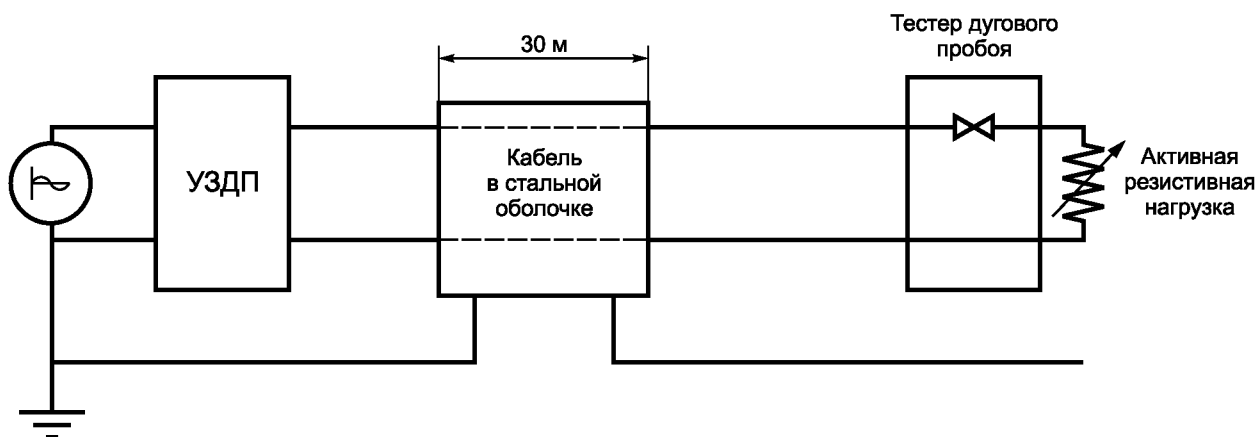 Тестер дугового
пробоя
30 м
УЗДП
Кабель
в стальной
оболочке
Активная
резистивная
нагрузка